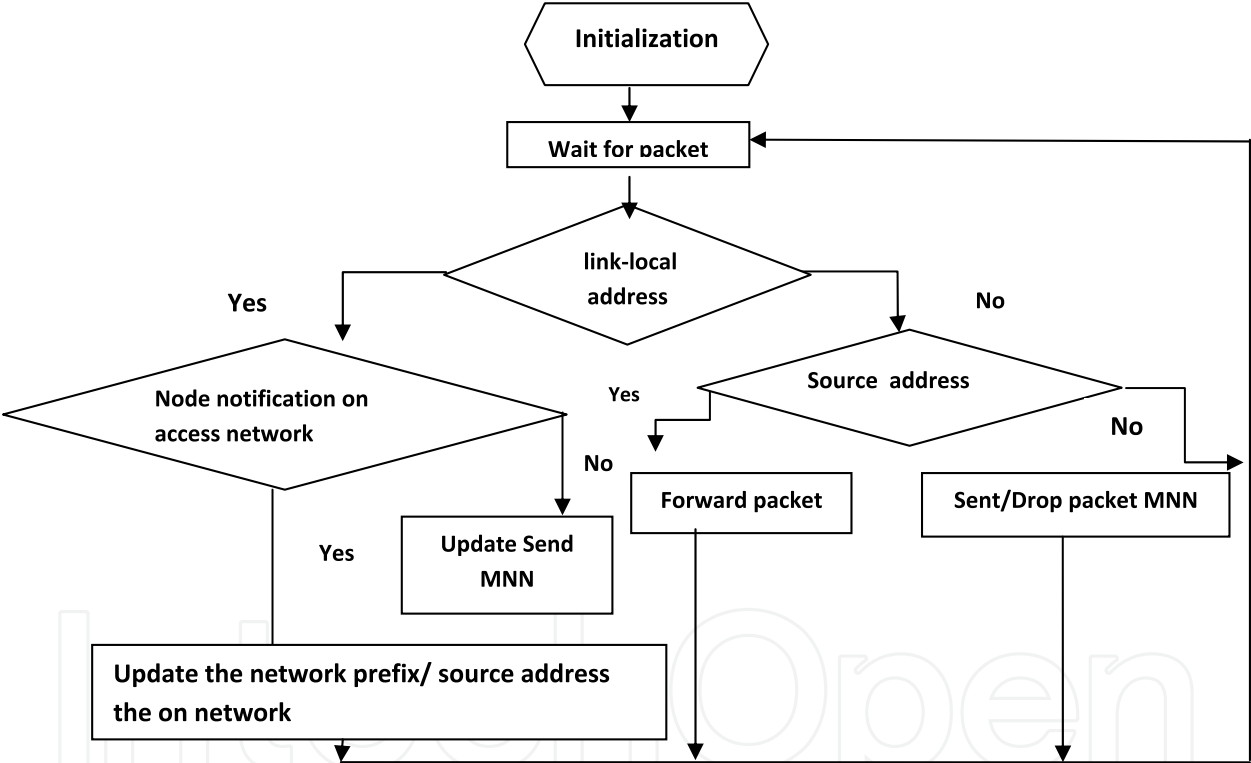 Initialization
Wait for packet
link-local
address
Yes
No
Node notification on
access network
Source address
Yes
No
No
Forward packet
Sent/Drop packet MNN
Update Send
MNN
Yes
Update the network prefix/ source address
the on network
IntechOpen